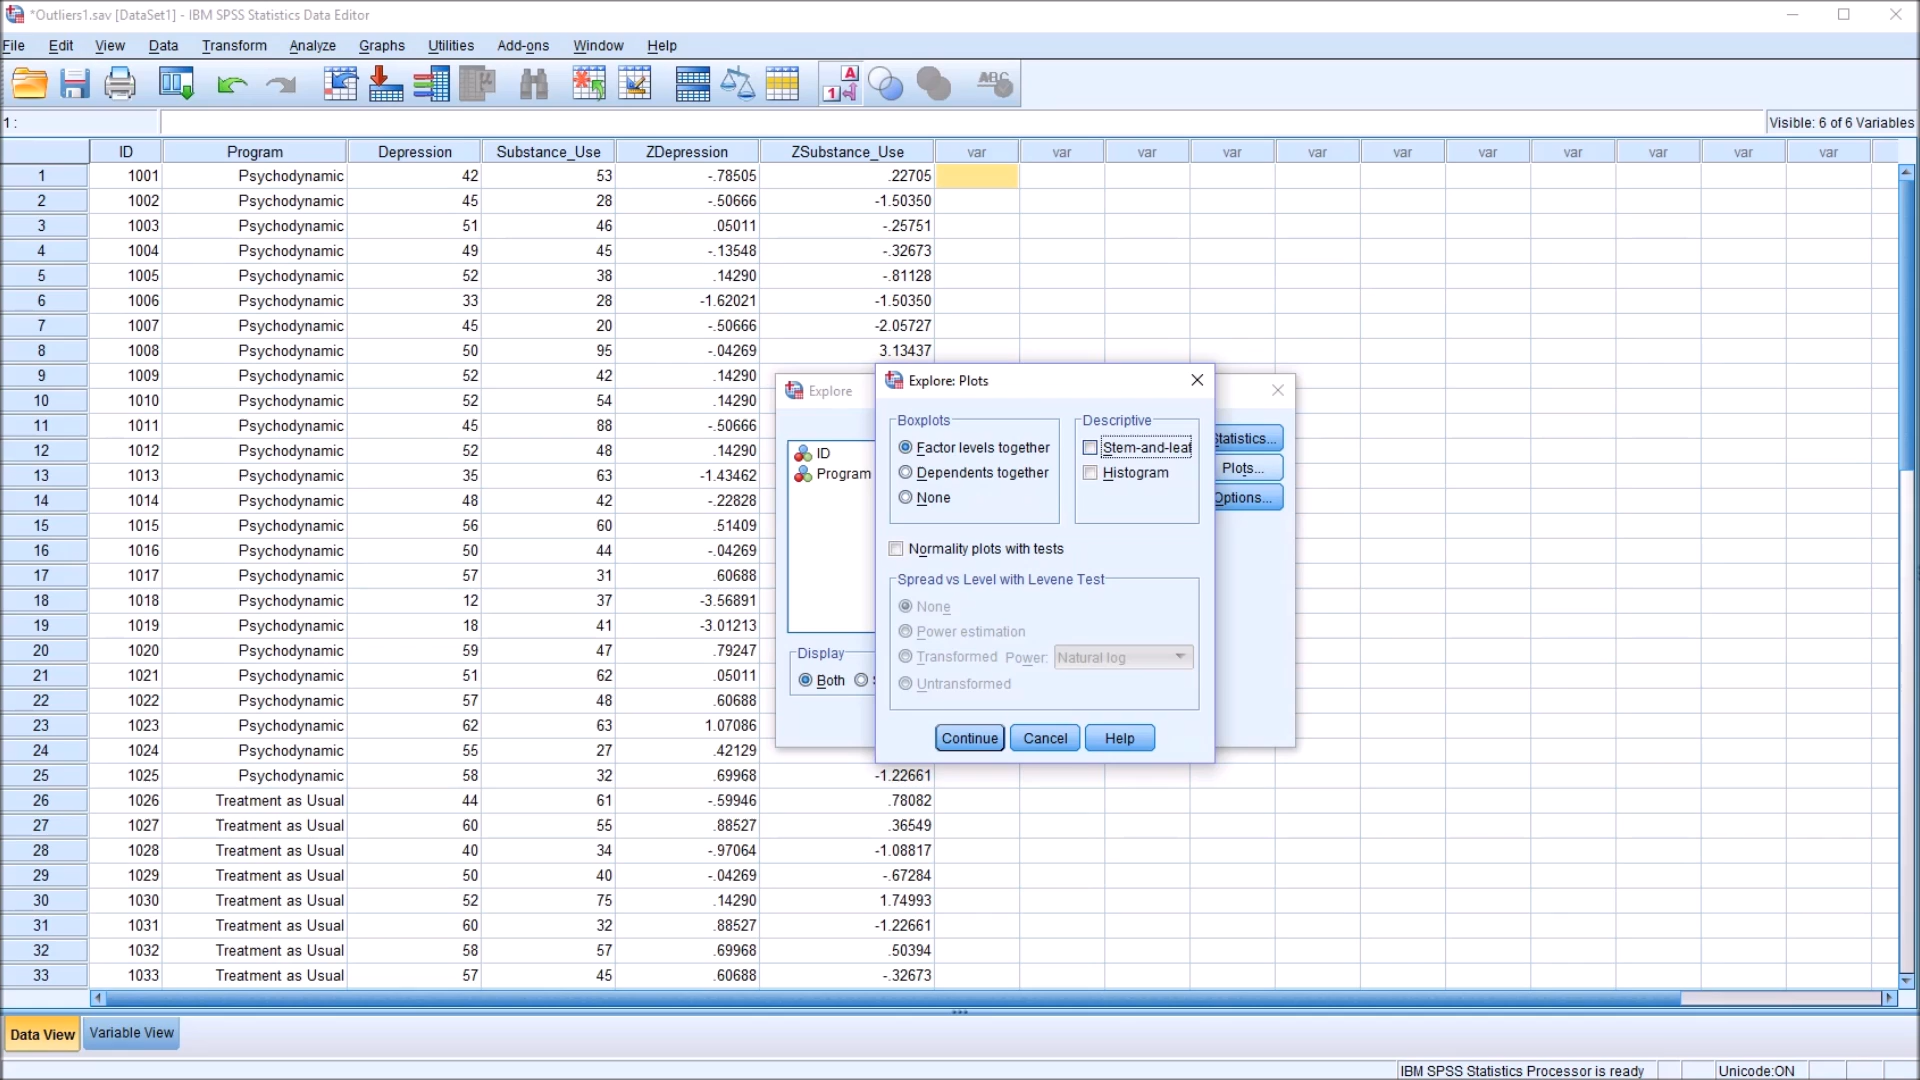 *Outliers1.sav [DataSet1] - IBM SPSS Statistics Data Editor
File Edit View Data Transform Analyze Graphs Utilities Add-ons Window Help
1 :
Visible: 6 of 6 Variables
ID Program Depression Substance_Use ZDepression ZSubstance_Use var var var var var var var var var var var
1 1001 Psychodynamic 42 53 -.78505 .22705
2 1002 Psychodynamic 45 28 -.50666 -1.50350
3 1003 Psychodynamic 51 46 .05011 -.25751
4 1004 Psychodynamic 49 45 -.13548 -.32673
5 1005 Psychodynamic 52 38 .14290 -.81128
6 1006 Psychodynamic 33 28 -1.62021 -1.50350
7 1007 Psychodynamic 45 20 -.50666 -2.05727
8 1008 Psychodynamic 50 95 -.04269 3.13437
9 1009 Psychodynamic 52 42 .14290
10 1010 Psychodynamic 52 54 .14290
11 1011 Psychodynamic 45 88 -.50666
12 1012 Psychodynamic 52 48 .14290
13 1013 Psychodynamic 35 63 -1.43462
14 1014 Psychodynamic 48 42 -.22828
15 1015 Psychodynamic 56 60 .51409
16 1016 Psychodynamic 50 44 -.04269
17 1017 Psychodynamic 57 31 .60688
18 1018 Psychodynamic 12 37 -3.56891
19 1019 Psychodynamic 18 41 -3.01213
20 1020 Psychodynamic 59 47 .79247
21 1021 Psychodynamic 51 62 .05011
22 1022 Psychodynamic 57 48 .60688
23 1023 Psychodynamic 62 63 1.07086
24 1024 Psychodynamic 55 27 .42129
25 1025 Psychodynamic 58 32 .69968 -1.22661
26 1026 Treatment as Usual 44 61 -.59946 .78082
27 1027 Treatment as Usual 60 55 .88527 .36549
28 1028 Treatment as Usual 40 34 -.97064 -1.08817
29 1029 Treatment as Usual 50 40 -.04269 -.67284
30 1030 Treatment as Usual 52 75 .14290 1.74993
31 1031 Treatment as Usual 60 32 .88527 -1.22661
32 1032 Treatment as Usual 58 57 .69968 .50394
33 1033 Treatment as Usual 57 45 .60688 -.32673
Explore
ID
Program
Display
Both
Statistics...
Plots...
Options...
Explore: Plots
Boxplots
Factor levels together
Dependents together
None
Descriptive
Stem-and-leaf
Histogram
Normality plots with tests
Spread vs Level with Levene Test
None
Power estimation
Transformed Power: Natural log
Untransformed
Continue Cancel Help
Data View Variable View
IBM SPSS Statistics Processor is ready Unicode:ON